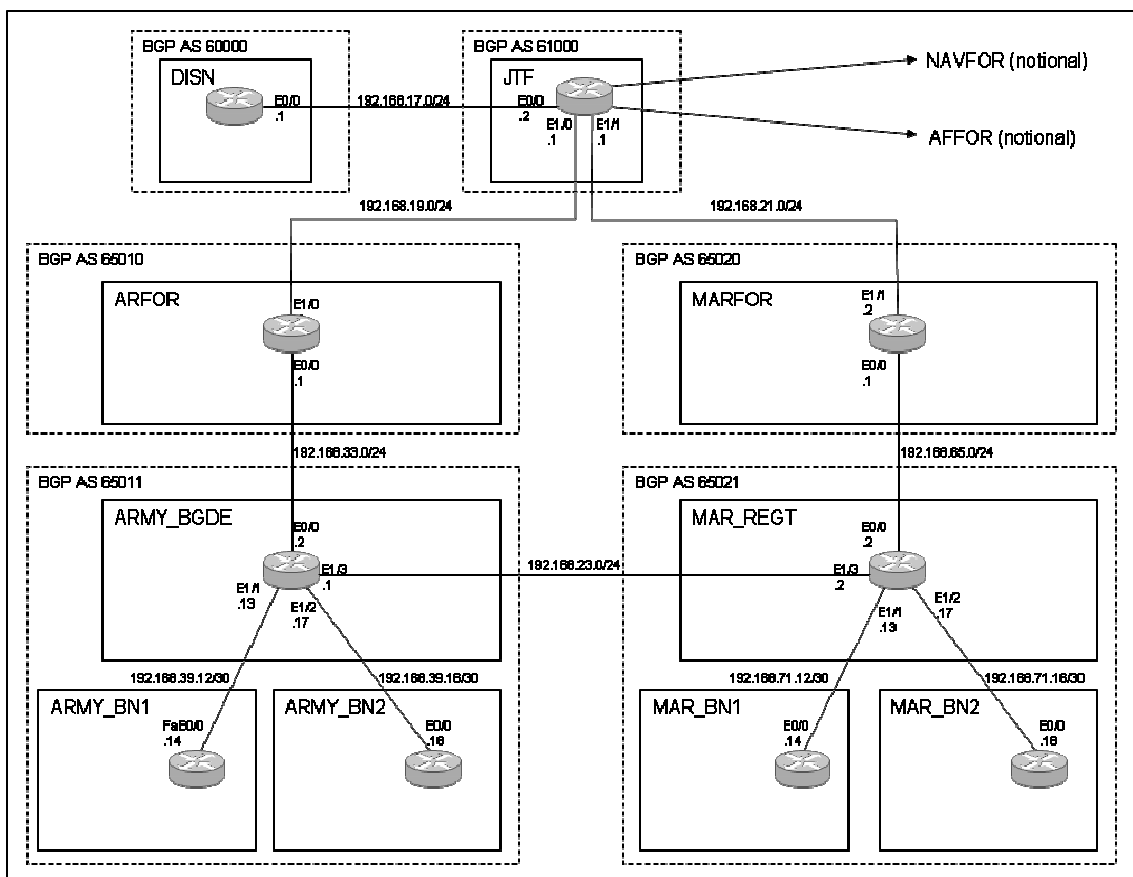 BGP AS 60000
DISN
E0/0
.1
192.168.17.0/24
BGP AS 61000
JTF
E0/0
.2
E1/0
.1
E1/1
.1
NAVFOR (notional)
AFFOR (notional)
192.168.19.0/24
192.168.21.0/24
BGP AS 65010
ARFOR
E1/0
E0/0
.1
BGP AS 65020
MARFOR
E1/1
.2
E0/0
.1
192.168.33.0/24
192.168.65.0/24
BGP AS 65011
ARMY_BGDE
E0/0
.2
E1/3
.1
E1/1
.13
E1/2
.17
192.168.23.0/24
BGP AS 65021
MAR_REGT
E0/0
.2
E1/3
.2
E1/1
.13
E1/2
.17
192.168.39.12/30
192.168.39.16/30
192.168.71.12/30
192.168.71.16/30
ARMY_BN1
FaE0/0
.14
ARMY_BN2
E0/0
.18
MAR_BN1
E0/0
.14
MAR_BN2
E0/0
.18